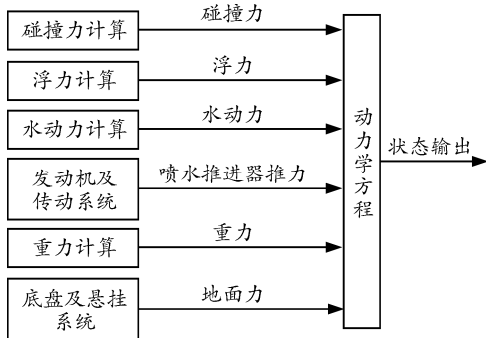 碰撞力计算
碰撞力
浮力计算
浮力
水动力计算
水动力
发动机及
传动系统
喷水推进器推力
重力计算
重力
底盘及悬挂
系统
地面力
动
力
学
方
程
状态输出